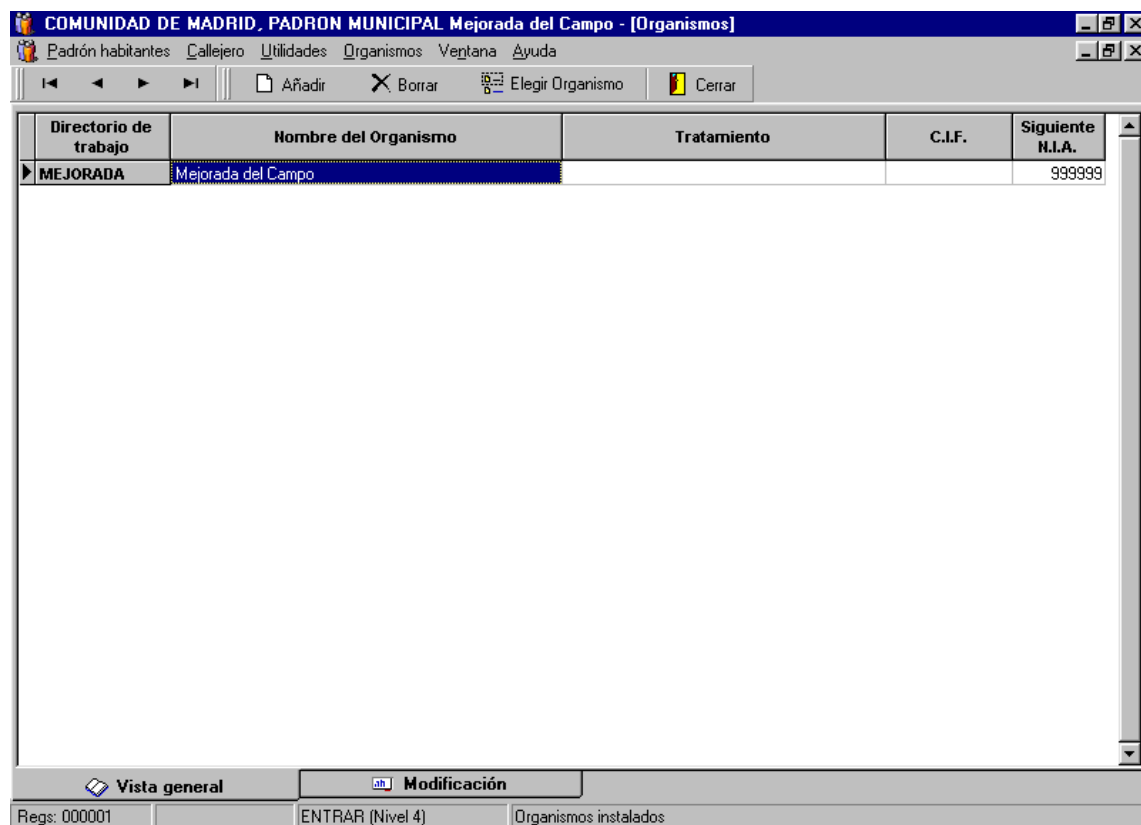 COMUNIDAD DE MADRID, PADRON MUNICIPAL Mejorada del Campo - [Organismos]
Padrón habitantes Callejero Utilidades Organismos Ventana Ayuda
Añadir Borrar Elegir Organismo Cerrar
Directorio de trabajo Nombre del Organismo Tratamiento C.I.F. Siguiente N.I.A.
MEJORADA Mejorada del Campo 999999
Vista general Modificación
Regs: 000001 ENTRAR (Nivel 4) Organismos instalados